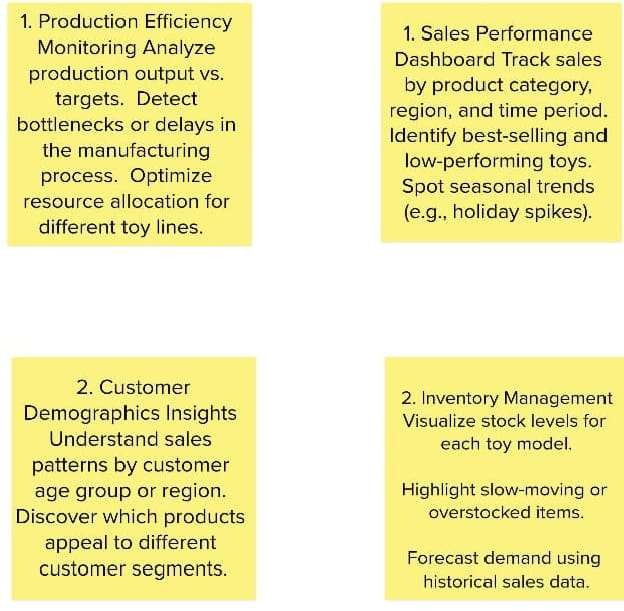 1. Production Efficiency
Monitoring Analyze
production output vs.
targets.  Detect
bottlenecks or delays in
the manufacturing
process.  Optimize
resource allocation for
different toy lines.
1. Sales Performance
Dashboard Track sales
by product category,
region, and time period.
Identify best-selling and
low-performing toys.
Spot seasonal trends
(e.g., holiday spikes).
2. Customer
Demographics Insights
Understand sales
patterns by customer
age group or region.
Discover which products
appeal to different
customer segments.
2. Inventory Management
Visualize stock levels for
each toy model.
Highlight slow-moving or
overstocked items.
Forecast demand using
historical sales data.